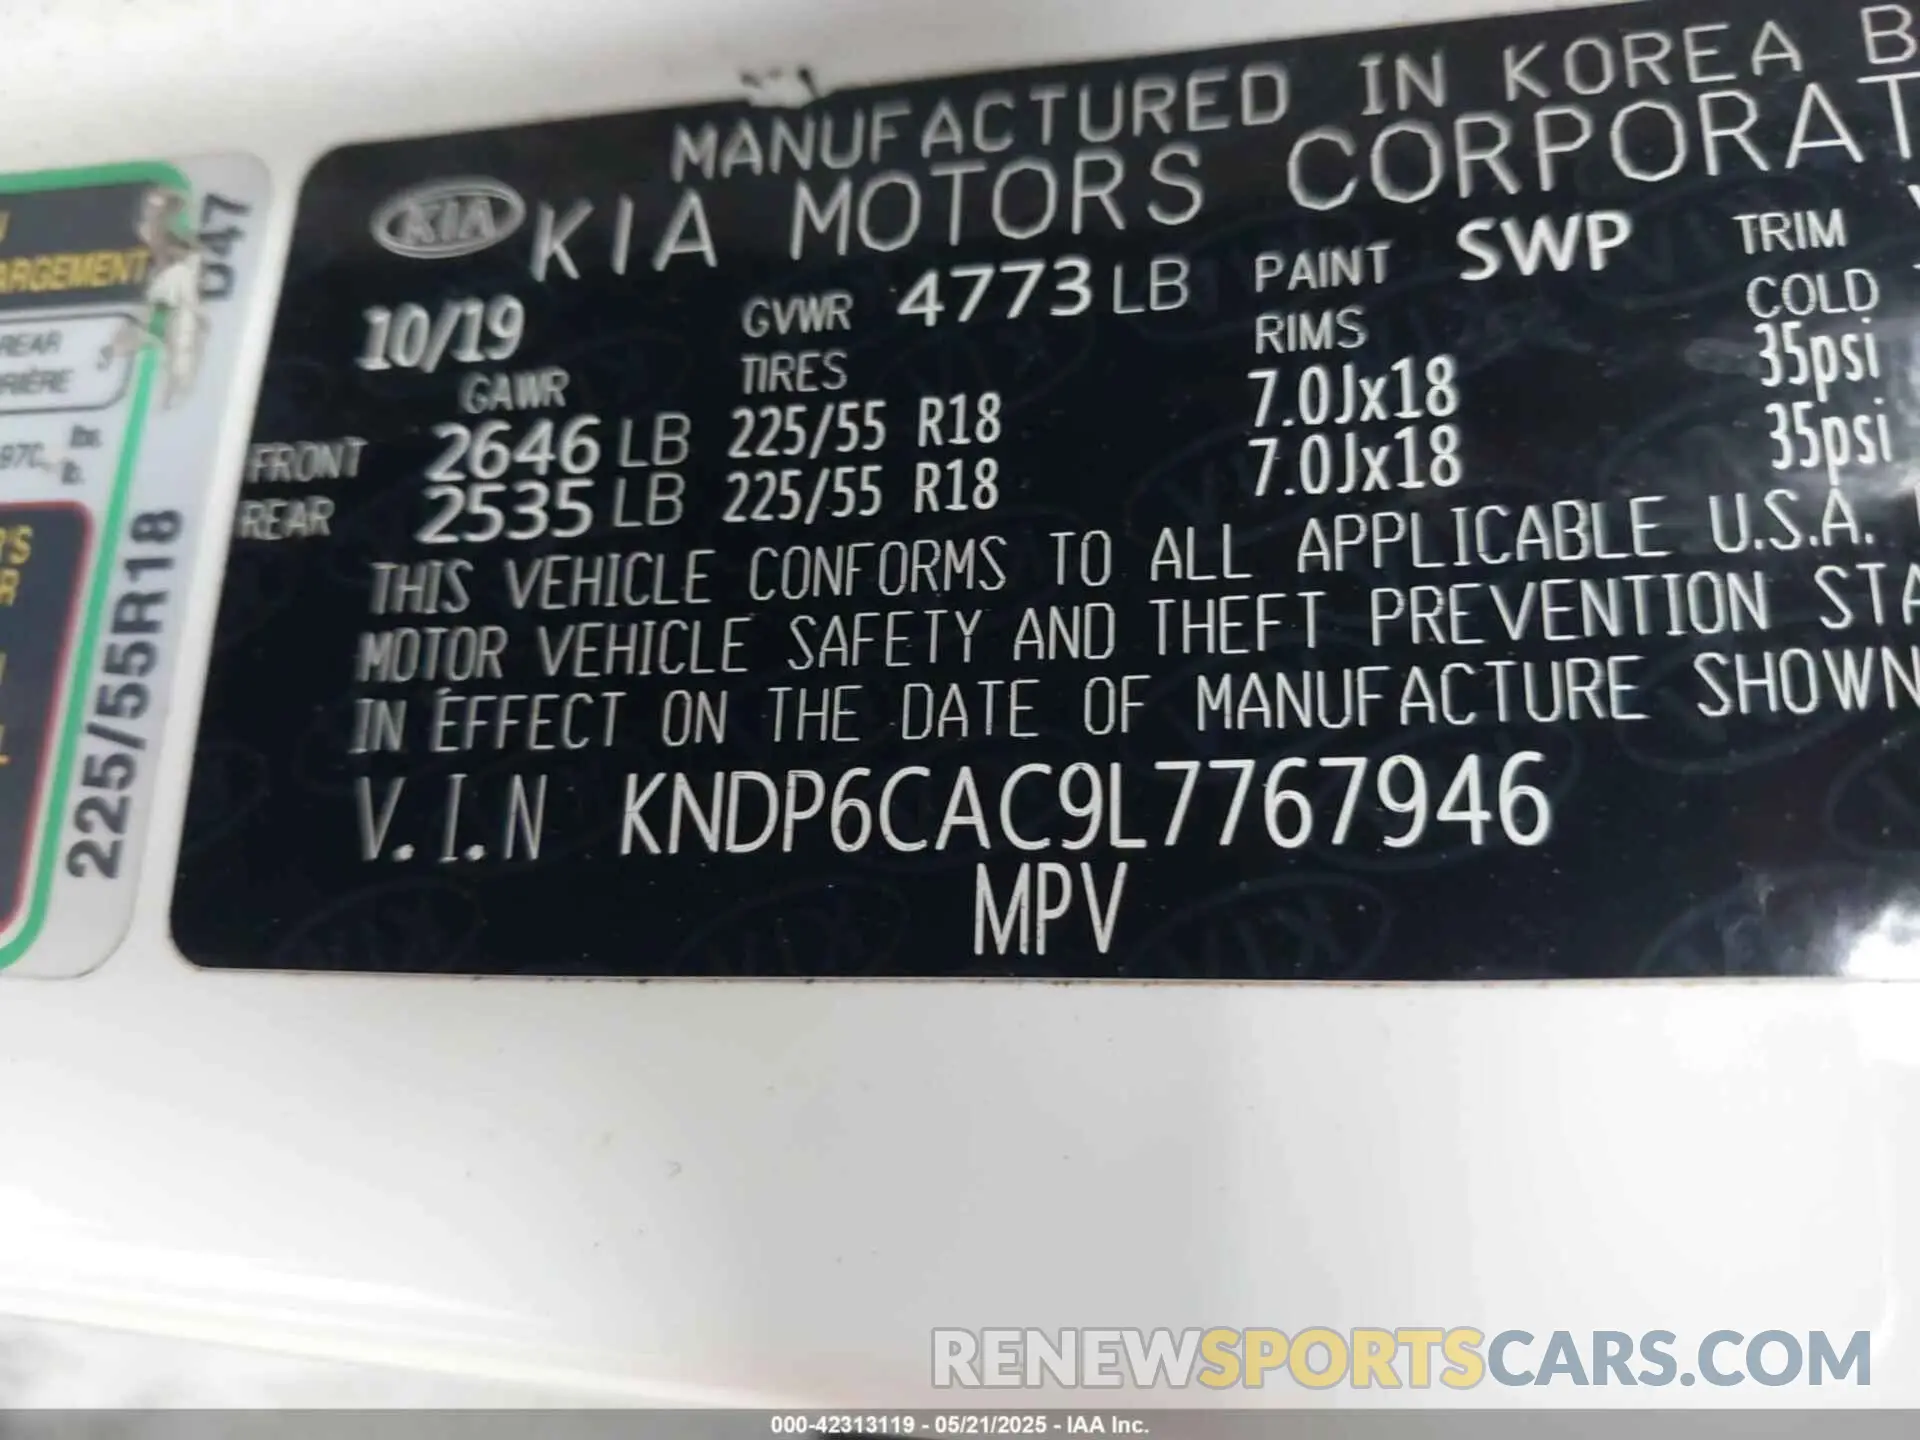 MANUFACTURED IN KOREA B
KIA KIA MOTORS CORPORAT
10/19 GVWR 4773 LB PAINT SWP TRIM
GAWR TIRES RIMS COLD
FRONT 2646 LB 225/55 R18 7.0Jx18 35psi
REAR 2535 LB 225/55 R18 7.0Jx18 35psi
THIS VEHICLE CONFORMS TO ALL APPLICABLE U.S.A.
MOTOR VEHICLE SAFETY AND THEFT PREVENTION STA
IN EFFECT ON THE DATE OF MANUFACTURE SHOWN
V.I.N KNDP6CAC9L7767946
MPV
ARGEMENT
REAR
225/55R18
D47
RENEWSPORTSCARS.COM
000-42313119 - 05/21/2025 - IAA Inc.